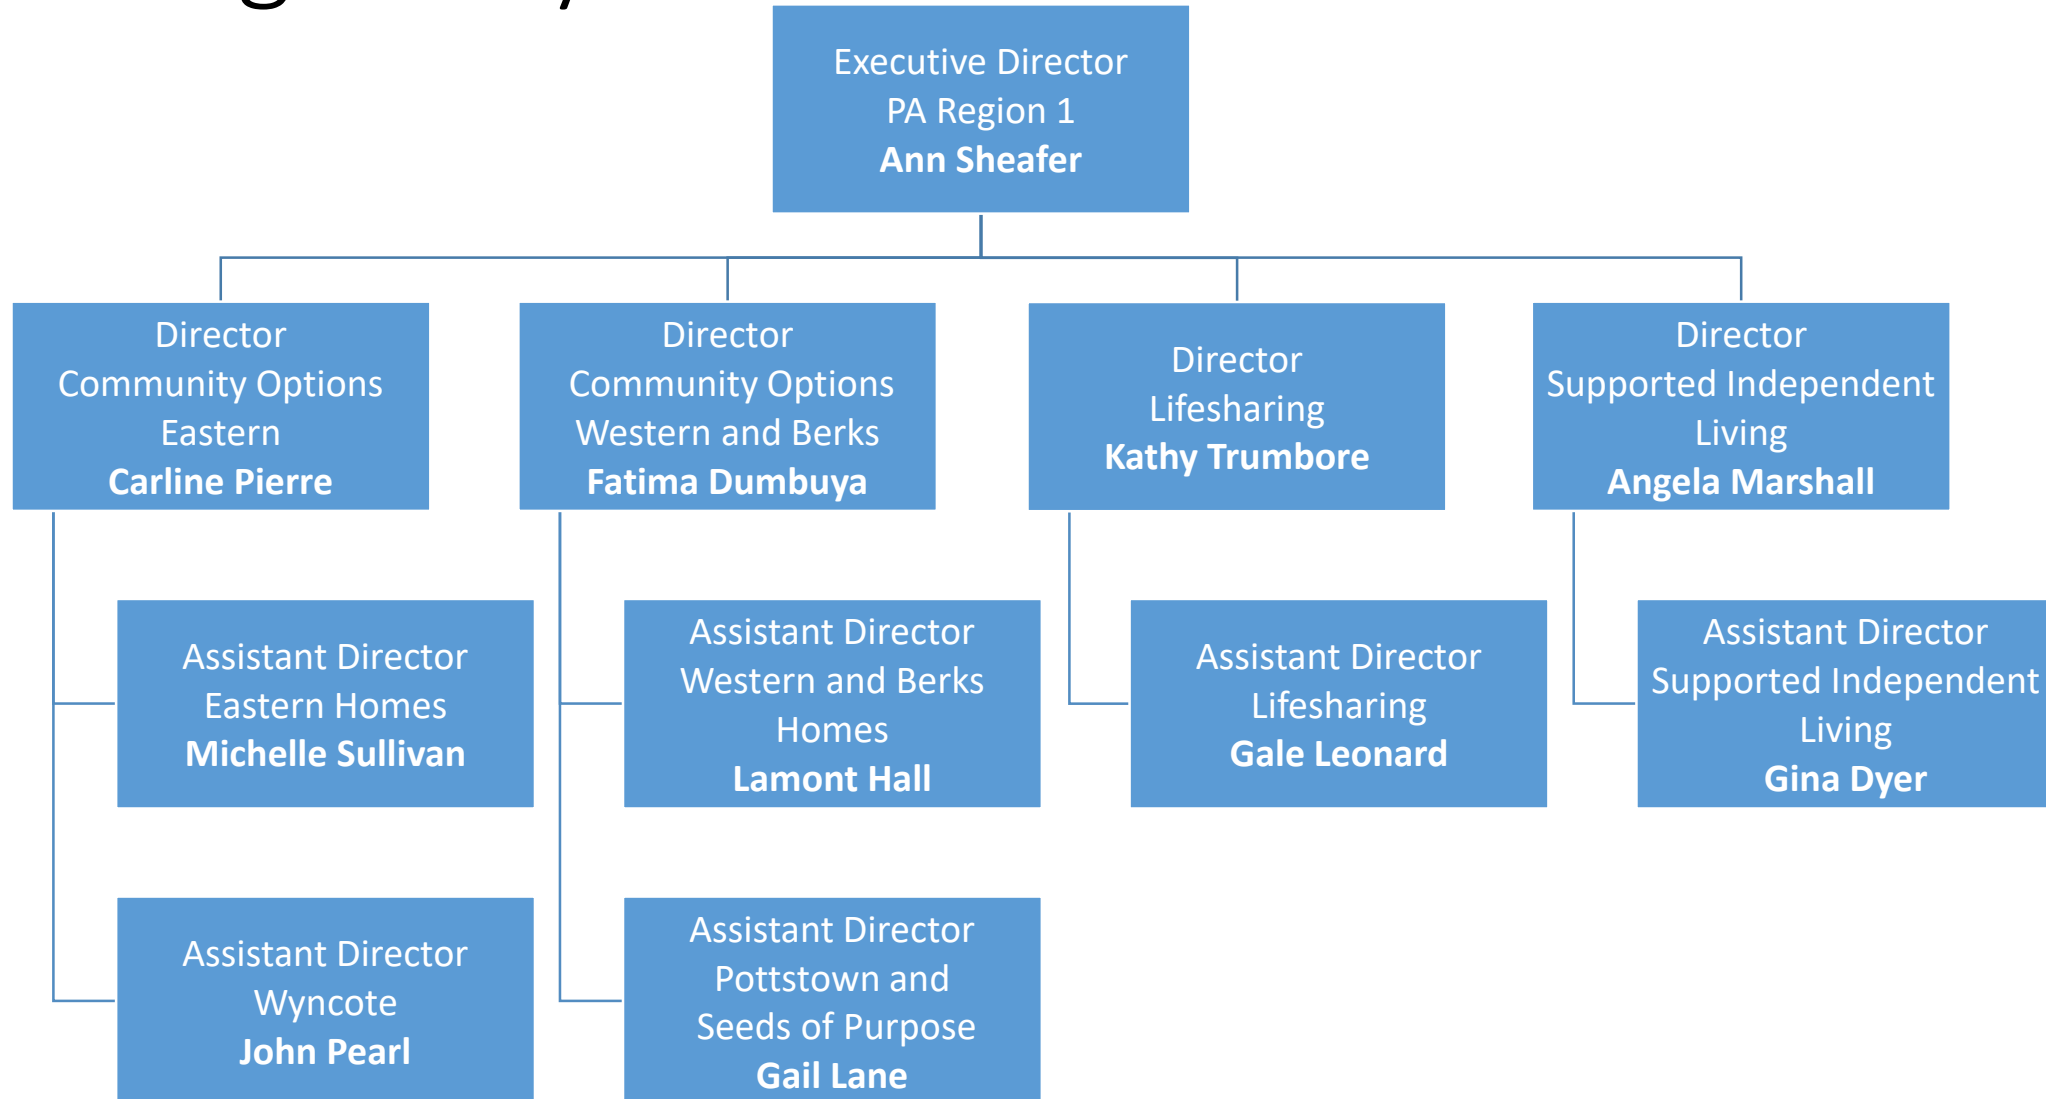 Executive Director
PA Region 1
Ann Sheafer
Director
Community Options
Eastern
Carline Pierre
Director
Community Options
Western and Berks
Fatima Dumbuya
Director
Lifesharing
Kathy Trumbore
Director
Supported Independent
Living
Angela Marshall
Assistant Director
Eastern Homes
Michelle Sullivan
Assistant Director
Western and Berks
Homes
Lamont Hall
Assistant Director
Lifesharing
Gale Leonard
Assistant Director
Supported Independent
Living
Gina Dyer
Assistant Director
Wyncote
John Pearl
Assistant Director
Pottstown and
Seeds of Purpose
Gail Lane